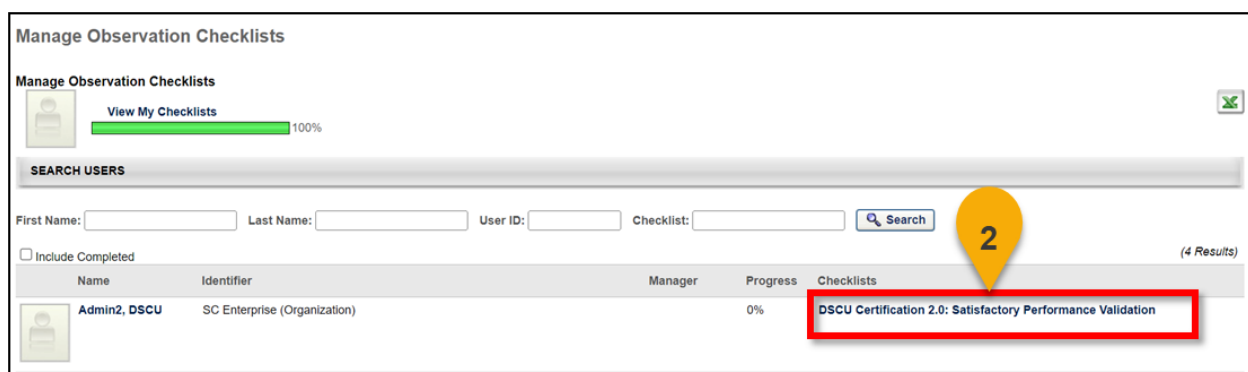 Manage Observation Checklists
Manage Observation Checklists
View My Checklists
100%
SEARCH USERS
First Name: Last Name: User ID: Checklist: Search
2
Include Completed
(4 Results)
Name Identifier Manager Progress Checklists
Admin2, DSCU SC Enterprise (Organization) 0% DSCU Certification 2.0: Satisfactory Performance Validation